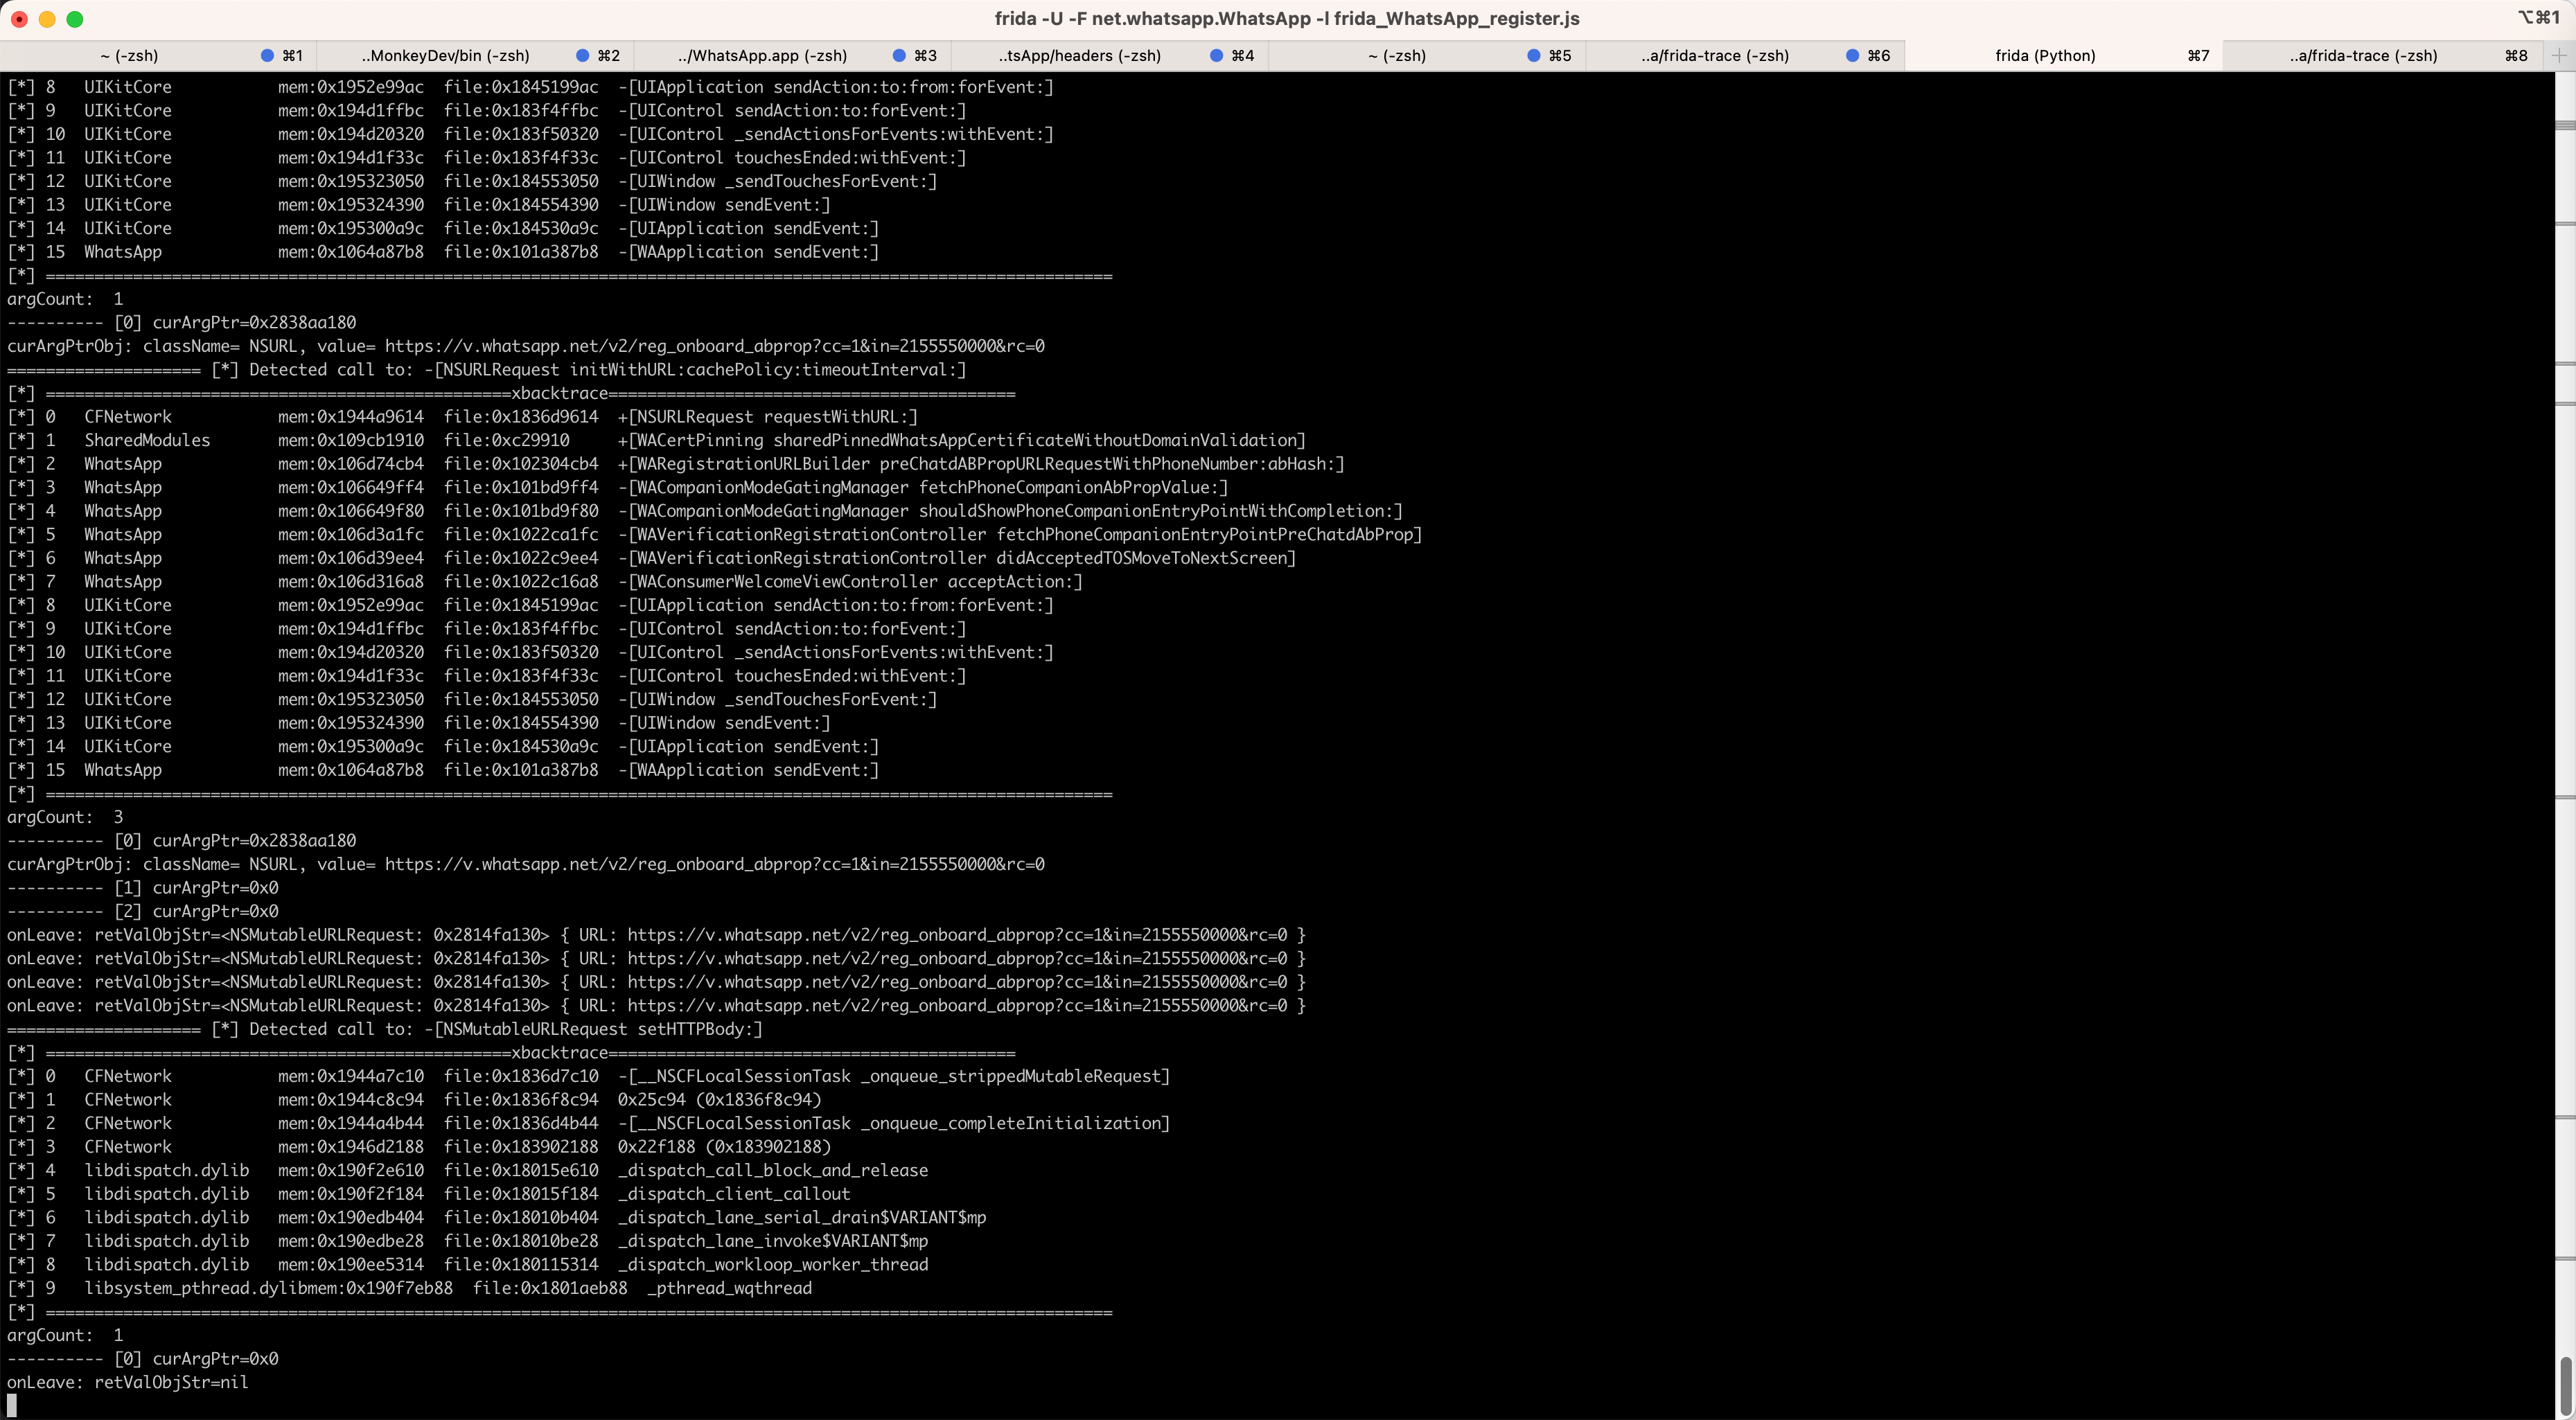 frida -U -F net.whatsapp.WhatsApp -l frida_WhatsApp_register.js ⌥⌘1
~ (-zsh) ⌘1 ..MonkeyDev/bin (-zsh) ⌘2 ../WhatsApp.app (-zsh) ⌘3 ..tsApp/headers (-zsh) ⌘4 ~ (-zsh) ⌘5 ..a/frida-trace (-zsh) ⌘6 frida (Python) ⌘7 ..a/frida-trace (-zsh) ⌘8
[*] 8   UIKitCore           mem:0x1952e99ac  file:0x1845199ac  -[UIApplication sendAction:to:from:forEvent:]
[*] 9   UIKitCore           mem:0x194d1ffbc  file:0x183f4ffbc  -[UIControl sendAction:to:forEvent:]
[*] 10  UIKitCore           mem:0x194d20320  file:0x183f50320  -[UIControl _sendActionsForEvents:withEvent:]
[*] 11  UIKitCore           mem:0x194d1f33c  file:0x183f4f33c  -[UIControl touchesEnded:withEvent:]
[*] 12  UIKitCore           mem:0x195323050  file:0x184553050  -[UIWindow _sendTouchesForEvent:]
[*] 13  UIKitCore           mem:0x195324390  file:0x184554390  -[UIWindow sendEvent:]
[*] 14  UIKitCore           mem:0x195300a9c  file:0x184530a9c  -[UIApplication sendEvent:]
[*] 15  WhatsApp            mem:0x1064a87b8  file:0x101a387b8  -[WAApplication sendEvent:]
[*] ==============================================================================================================
argCount:  1
---------- [0] curArgPtr=0x2838aa180
curArgPtrObj: className= NSURL, value= https://v.whatsapp.net/v2/reg_onboard_abprop?cc=1&in=2155550000&rc=0
==================== [*] Detected call to: -[NSURLRequest initWithURL:cachePolicy:timeoutInterval:]
[*] ================================================xbacktrace==========================================
[*] 0   CFNetwork           mem:0x1944a9614  file:0x1836d9614  +[NSURLRequest requestWithURL:]
[*] 1   SharedModules       mem:0x109cb1910  file:0xc29910     +[WACertPinning sharedPinnedWhatsAppCertificateWithoutDomainValidation]
[*] 2   WhatsApp            mem:0x106d74cb4  file:0x102304cb4  +[WARegistrationURLBuilder preChatdABPropURLRequestWithPhoneNumber:abHash:]
[*] 3   WhatsApp            mem:0x106649ff4  file:0x101bd9ff4  -[WACompanionModeGatingManager fetchPhoneCompanionAbPropValue:]
[*] 4   WhatsApp            mem:0x106649f80  file:0x101bd9f80  -[WACompanionModeGatingManager shouldShowPhoneCompanionEntryPointWithCompletion:]
[*] 5   WhatsApp            mem:0x106d3a1fc  file:0x1022ca1fc  -[WAVerificationRegistrationController fetchPhoneCompanionEntryPointPreChatdAbProp]
[*] 6   WhatsApp            mem:0x106d39ee4  file:0x1022c9ee4  -[WAVerificationRegistrationController didAcceptedTOSMoveToNextScreen]
[*] 7   WhatsApp            mem:0x106d316a8  file:0x1022c16a8  -[WAConsumerWelcomeViewController acceptAction:]
[*] 8   UIKitCore           mem:0x1952e99ac  file:0x1845199ac  -[UIApplication sendAction:to:from:forEvent:]
[*] 9   UIKitCore           mem:0x194d1ffbc  file:0x183f4ffbc  -[UIControl sendAction:to:forEvent:]
[*] 10  UIKitCore           mem:0x194d20320  file:0x183f50320  -[UIControl _sendActionsForEvents:withEvent:]
[*] 11  UIKitCore           mem:0x194d1f33c  file:0x183f4f33c  -[UIControl touchesEnded:withEvent:]
[*] 12  UIKitCore           mem:0x195323050  file:0x184553050  -[UIWindow _sendTouchesForEvent:]
[*] 13  UIKitCore           mem:0x195324390  file:0x184554390  -[UIWindow sendEvent:]
[*] 14  UIKitCore           mem:0x195300a9c  file:0x184530a9c  -[UIApplication sendEvent:]
[*] 15  WhatsApp            mem:0x1064a87b8  file:0x101a387b8  -[WAApplication sendEvent:]
[*] ==============================================================================================================
argCount:  3
---------- [0] curArgPtr=0x2838aa180
curArgPtrObj: className= NSURL, value= https://v.whatsapp.net/v2/reg_onboard_abprop?cc=1&in=2155550000&rc=0
---------- [1] curArgPtr=0x0
---------- [2] curArgPtr=0x0
onLeave: retValObjStr=<NSMutableURLRequest: 0x2814fa130> { URL: https://v.whatsapp.net/v2/reg_onboard_abprop?cc=1&in=2155550000&rc=0 }
onLeave: retValObjStr=<NSMutableURLRequest: 0x2814fa130> { URL: https://v.whatsapp.net/v2/reg_onboard_abprop?cc=1&in=2155550000&rc=0 }
onLeave: retValObjStr=<NSMutableURLRequest: 0x2814fa130> { URL: https://v.whatsapp.net/v2/reg_onboard_abprop?cc=1&in=2155550000&rc=0 }
onLeave: retValObjStr=<NSMutableURLRequest: 0x2814fa130> { URL: https://v.whatsapp.net/v2/reg_onboard_abprop?cc=1&in=2155550000&rc=0 }
==================== [*] Detected call to: -[NSMutableURLRequest setHTTPBody:]
[*] ================================================xbacktrace==========================================
[*] 0   CFNetwork           mem:0x1944a7c10  file:0x1836d7c10  -[__NSCFLocalSessionTask _onqueue_strippedMutableRequest]
[*] 1   CFNetwork           mem:0x1944c8c94  file:0x1836f8c94  0x25c94 (0x1836f8c94)
[*] 2   CFNetwork           mem:0x1944a4b44  file:0x1836d4b44  -[__NSCFLocalSessionTask _onqueue_completeInitialization]
[*] 3   CFNetwork           mem:0x1946d2188  file:0x183902188  0x22f188 (0x183902188)
[*] 4   libdispatch.dylib   mem:0x190f2e610  file:0x18015e610  _dispatch_call_block_and_release
[*] 5   libdispatch.dylib   mem:0x190f2f184  file:0x18015f184  _dispatch_client_callout
[*] 6   libdispatch.dylib   mem:0x190edb404  file:0x18010b404  _dispatch_lane_serial_drain$VARIANT$mp
[*] 7   libdispatch.dylib   mem:0x190edbe28  file:0x18010be28  _dispatch_lane_invoke$VARIANT$mp
[*] 8   libdispatch.dylib   mem:0x190ee5314  file:0x180115314  _dispatch_workloop_worker_thread
[*] 9   libsystem_pthread.dylibmem:0x190f7eb88  file:0x1801aeb88  _pthread_wqthread
[*] ==============================================================================================================
argCount:  1
---------- [0] curArgPtr=0x0
onLeave: retValObjStr=nil